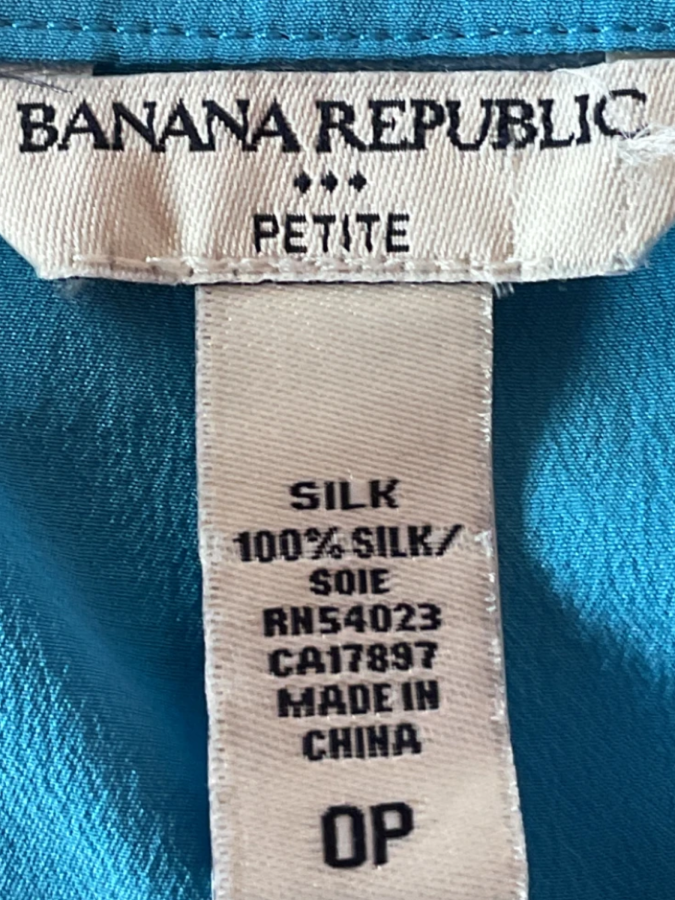 BANANA REPUBLIC
PETITE
SILK
100% SILK/
SOIE
RN54023
CA17897
MADE IN
CHINA
0P